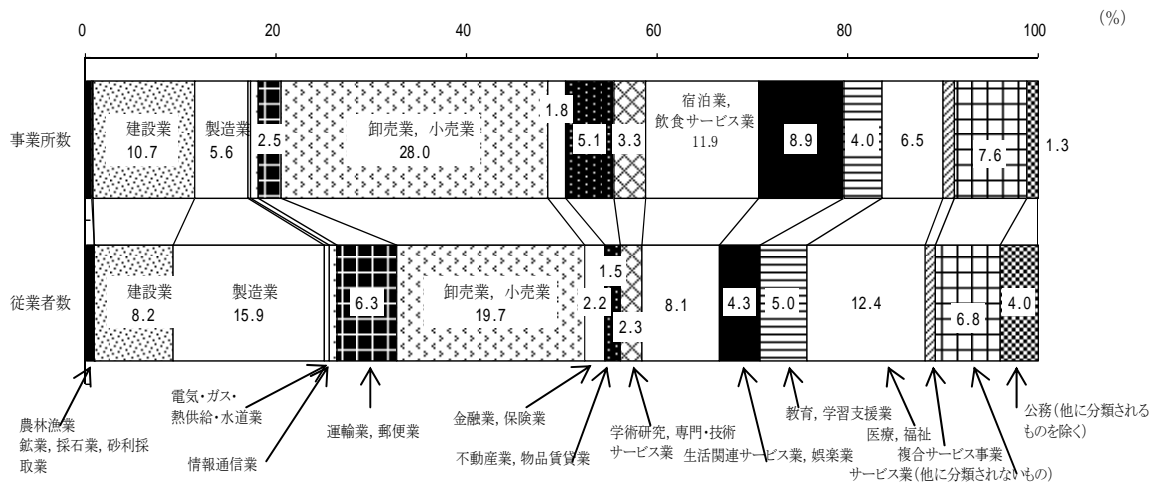 (%)
0 20 40 60 80 100
事業所数
建設業
10.7
製造業
5.6
2.5
卸売業, 小売業
28.0
1.8
5.1
3.3
宿泊業,
飲食サービス業
11.9
8.9
4.0
6.5
7.6
1.3
従業者数
建設業
8.2
製造業
15.9
6.3
卸売業, 小売業
19.7
2.2
1.5
2.3
8.1
4.3
5.0
12.4
6.8
4.0
農林漁業
鉱業, 採石業, 砂利採
取業
電気・ガス・
熱供給・水道業
情報通信業
運輸業, 郵便業
金融業, 保険業
不動産業, 物品賃貸業
学術研究, 専門・技術
サービス業
生活関連サービス業, 娯楽業
教育, 学習支援業
医療, 福祉
複合サービス事業
サービス業(他に分類されないもの)
公務(他に分類される
ものを除く)